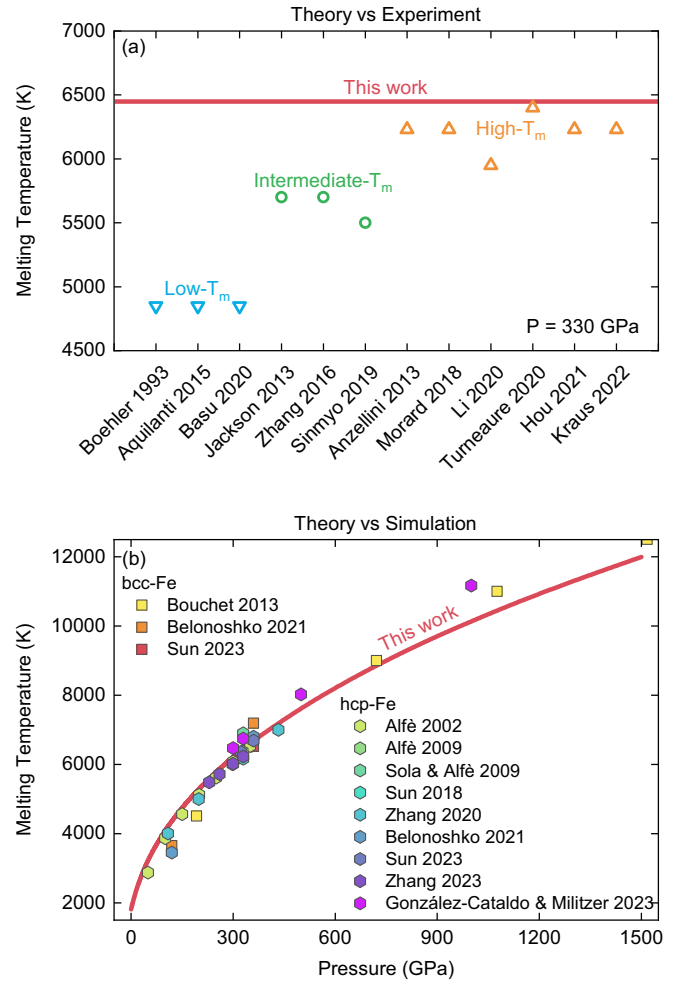 Theory vs Experiment
(a)
7000
6500
6000
5500
5000
4500
Melting Temperature (K)
This work
High-Tm
Intermediate-Tm
Low-Tm
P = 330 GPa
Boehler 1993
Aquilanti 2015
Basu 2020
Jackson 2013
Zhang 2016
Sinmyo 2019
Anzellini 2013
Morard 2018
Li 2020
Turneaure 2020
Hou 2021
Kraus 2022
Theory vs Simulation
(b)
12000
10000
8000
6000
4000
2000
Melting Temperature (K)
bcc-Fe
Bouchet 2013
Belonoshko 2021
Sun 2023
This work
hcp-Fe
Alfè 2002
Alfè 2009
Sola & Alfè 2009
Sun 2018
Zhang 2020
Belonoshko 2021
Sun 2023
Zhang 2023
González-Cataldo & Militzer 2023
0
300
600
900
1200
1500
Pressure (GPa)